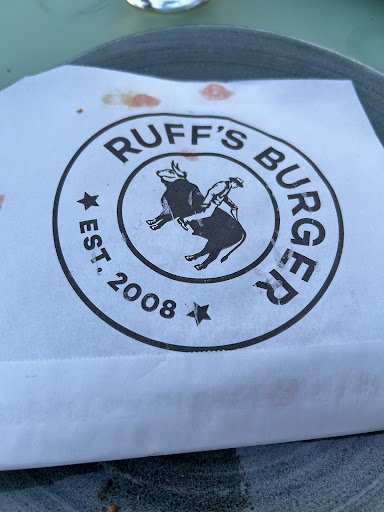 RUFF'S BURGER
★ EST. 2008 ★